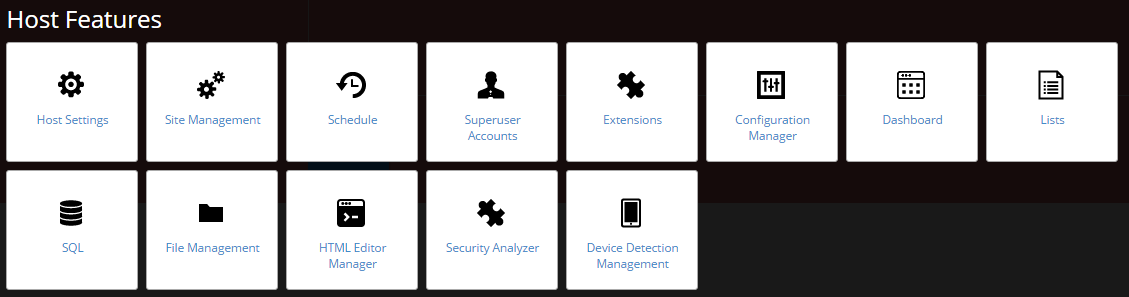 Host Features
Host Settings
Site Management
Schedule
Superuser
Accounts
Extensions
Configuration
Manager
Dashboard
Lists
SQL
File Management
HTML Editor
Manager
Security Analyzer
Device Detection
Management